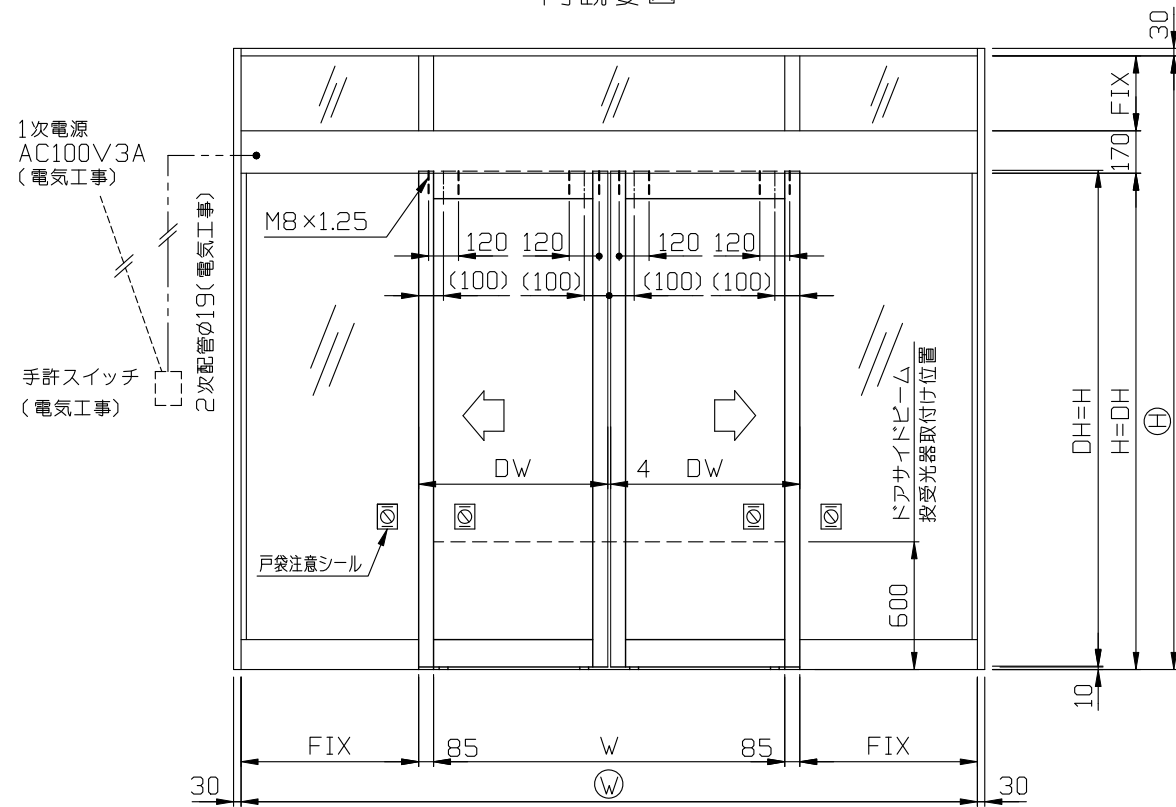 30
FIX
170
1次電源
AC100V/3A
(電気工事)
2次配管Ø19(電気工事)
手許スイッチ
(電気工事)
M8×1.25
120 120
(100) (100)
120 120
(100) (100)
DW
4
DW
ドアサイドビーム
投受光器取付け位置
戸袋注意シール
600
DH=H
H=DH
H
10
FIX
85
W
85
FIX
30
W
30